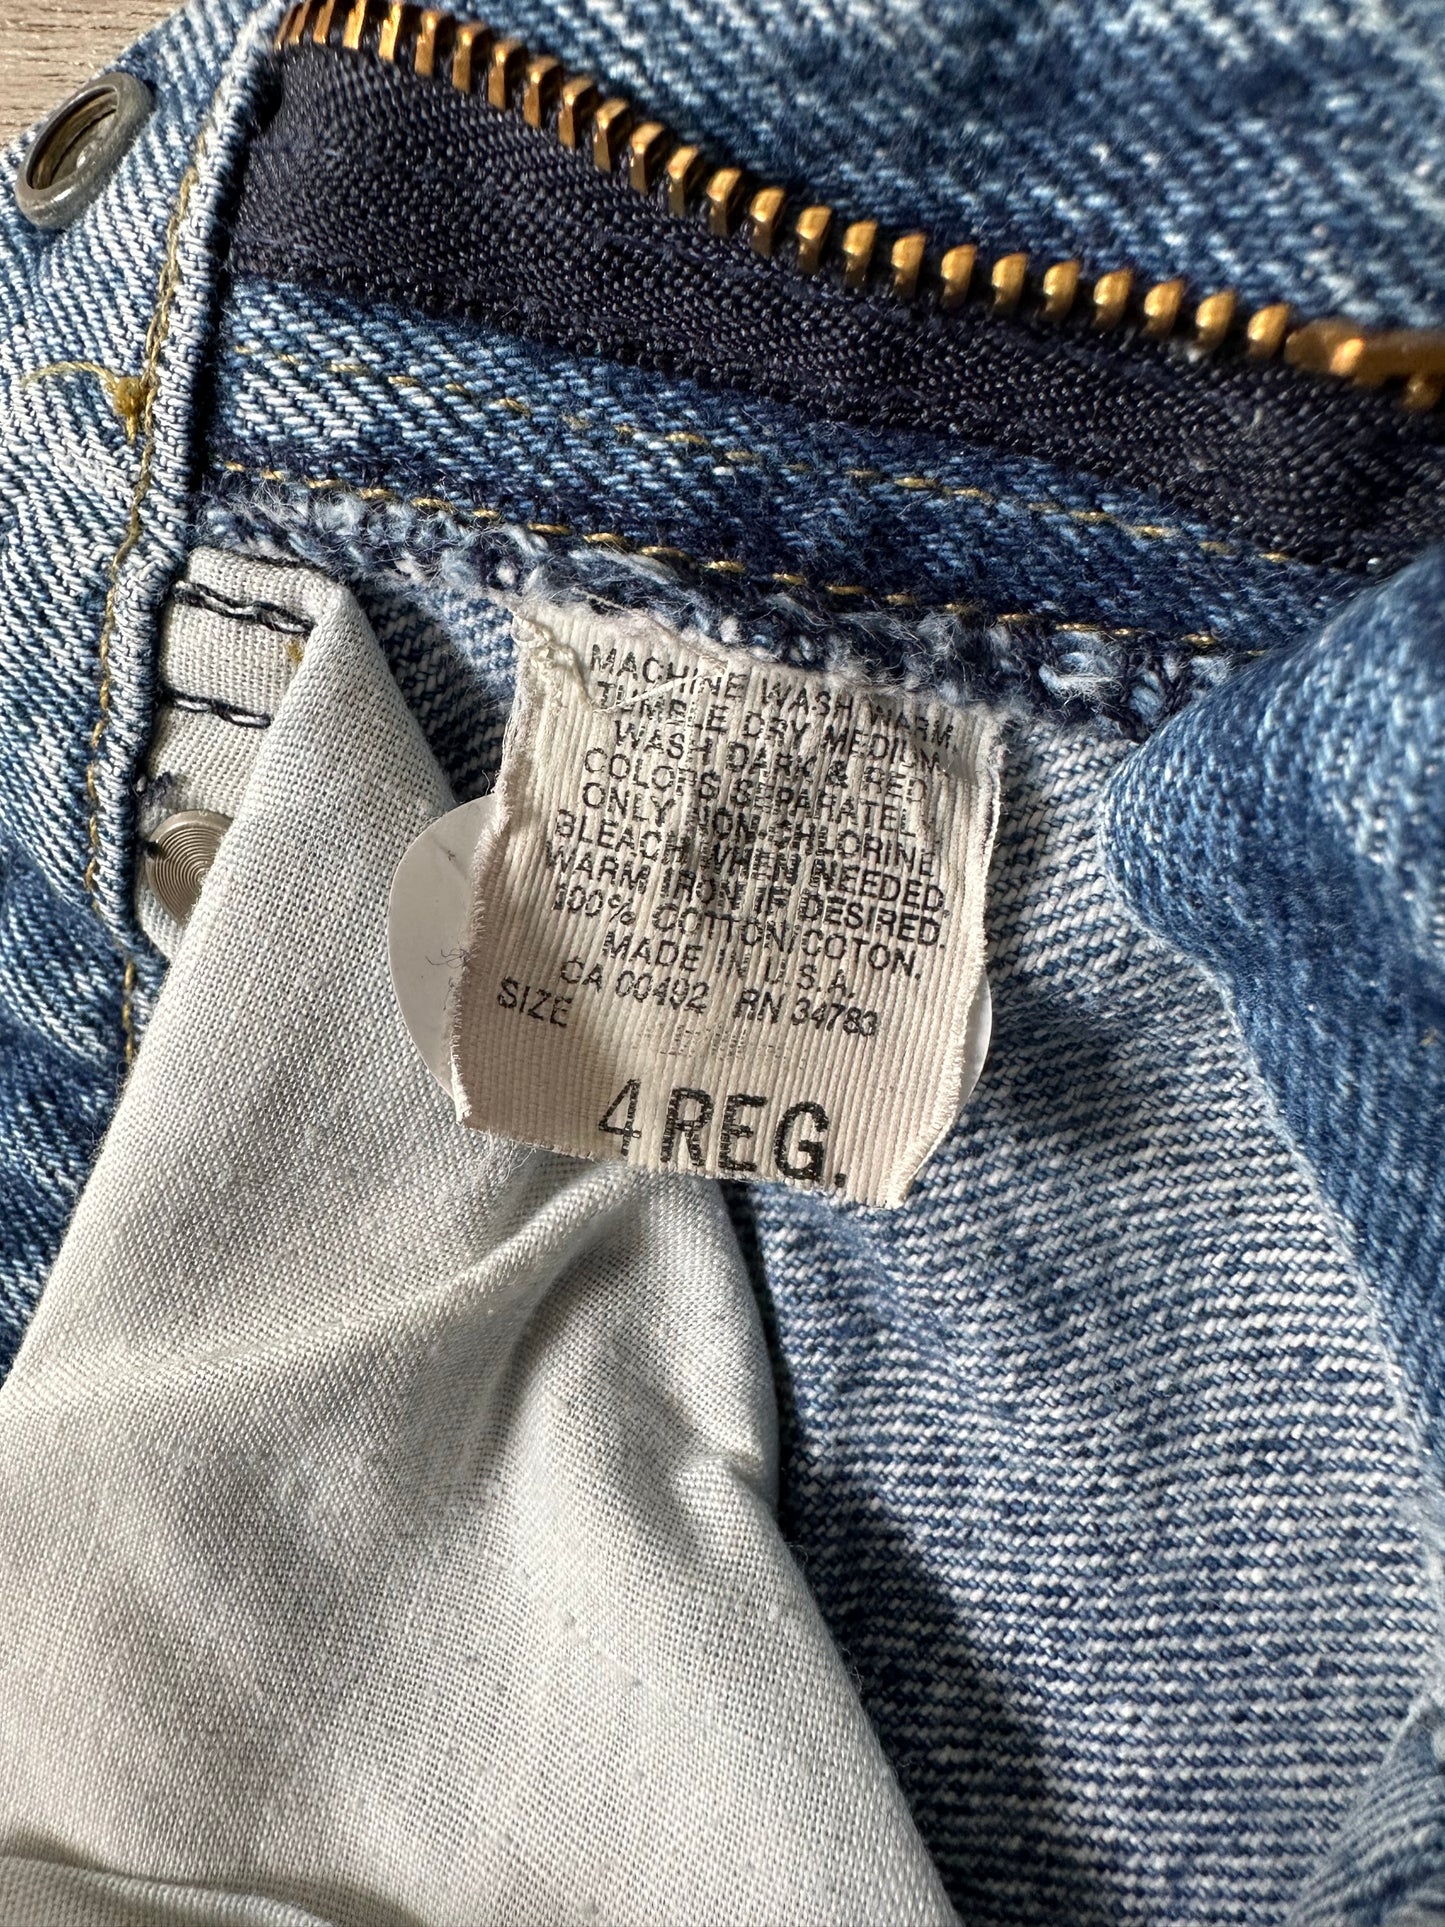 MACHINE WASH WARM.
TUMBLE DRY MEDIUM.
WASH DARK & RED
COLORS SEPARATELY.
ONLY NON-CHLORINE
BLEACH WHEN NEEDED.
WARM IRON IF DESIRED.
100% COTTON/COTON.
MADE IN U.S.A.
CA 00492 RN 34783
SIZE
4 REG.